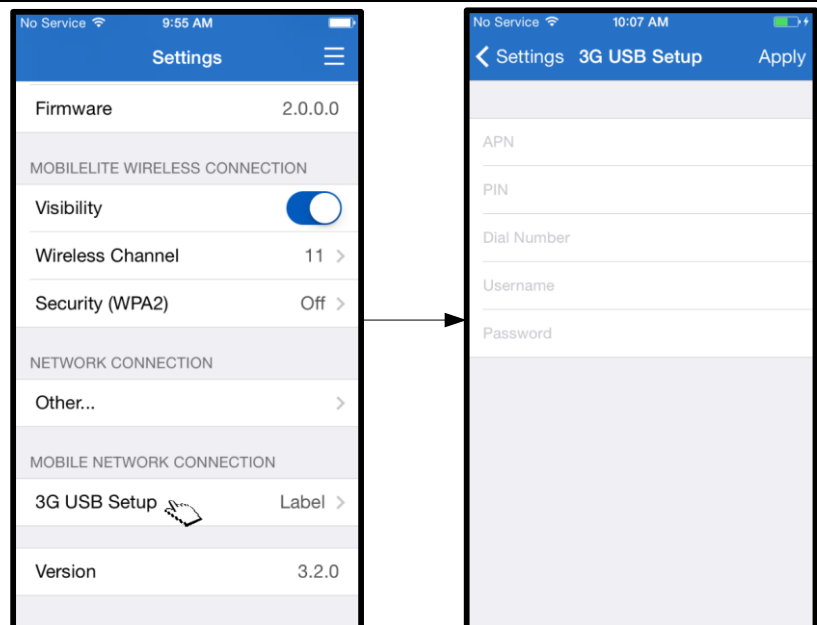 No Service 9:55 AM
Settings
Firmware 2.0.0.0
MOBILELITE WIRELESS CONNECTION
Visibility
Wireless Channel 11
Security (WPA2) Off
NETWORK CONNECTION
Other...
MOBILE NETWORK CONNECTION
3G USB Setup Label
Version 3.2.0
No Service 10:07 AM
Settings 3G USB Setup Apply
APN
PIN
Dial Number
Username
Password